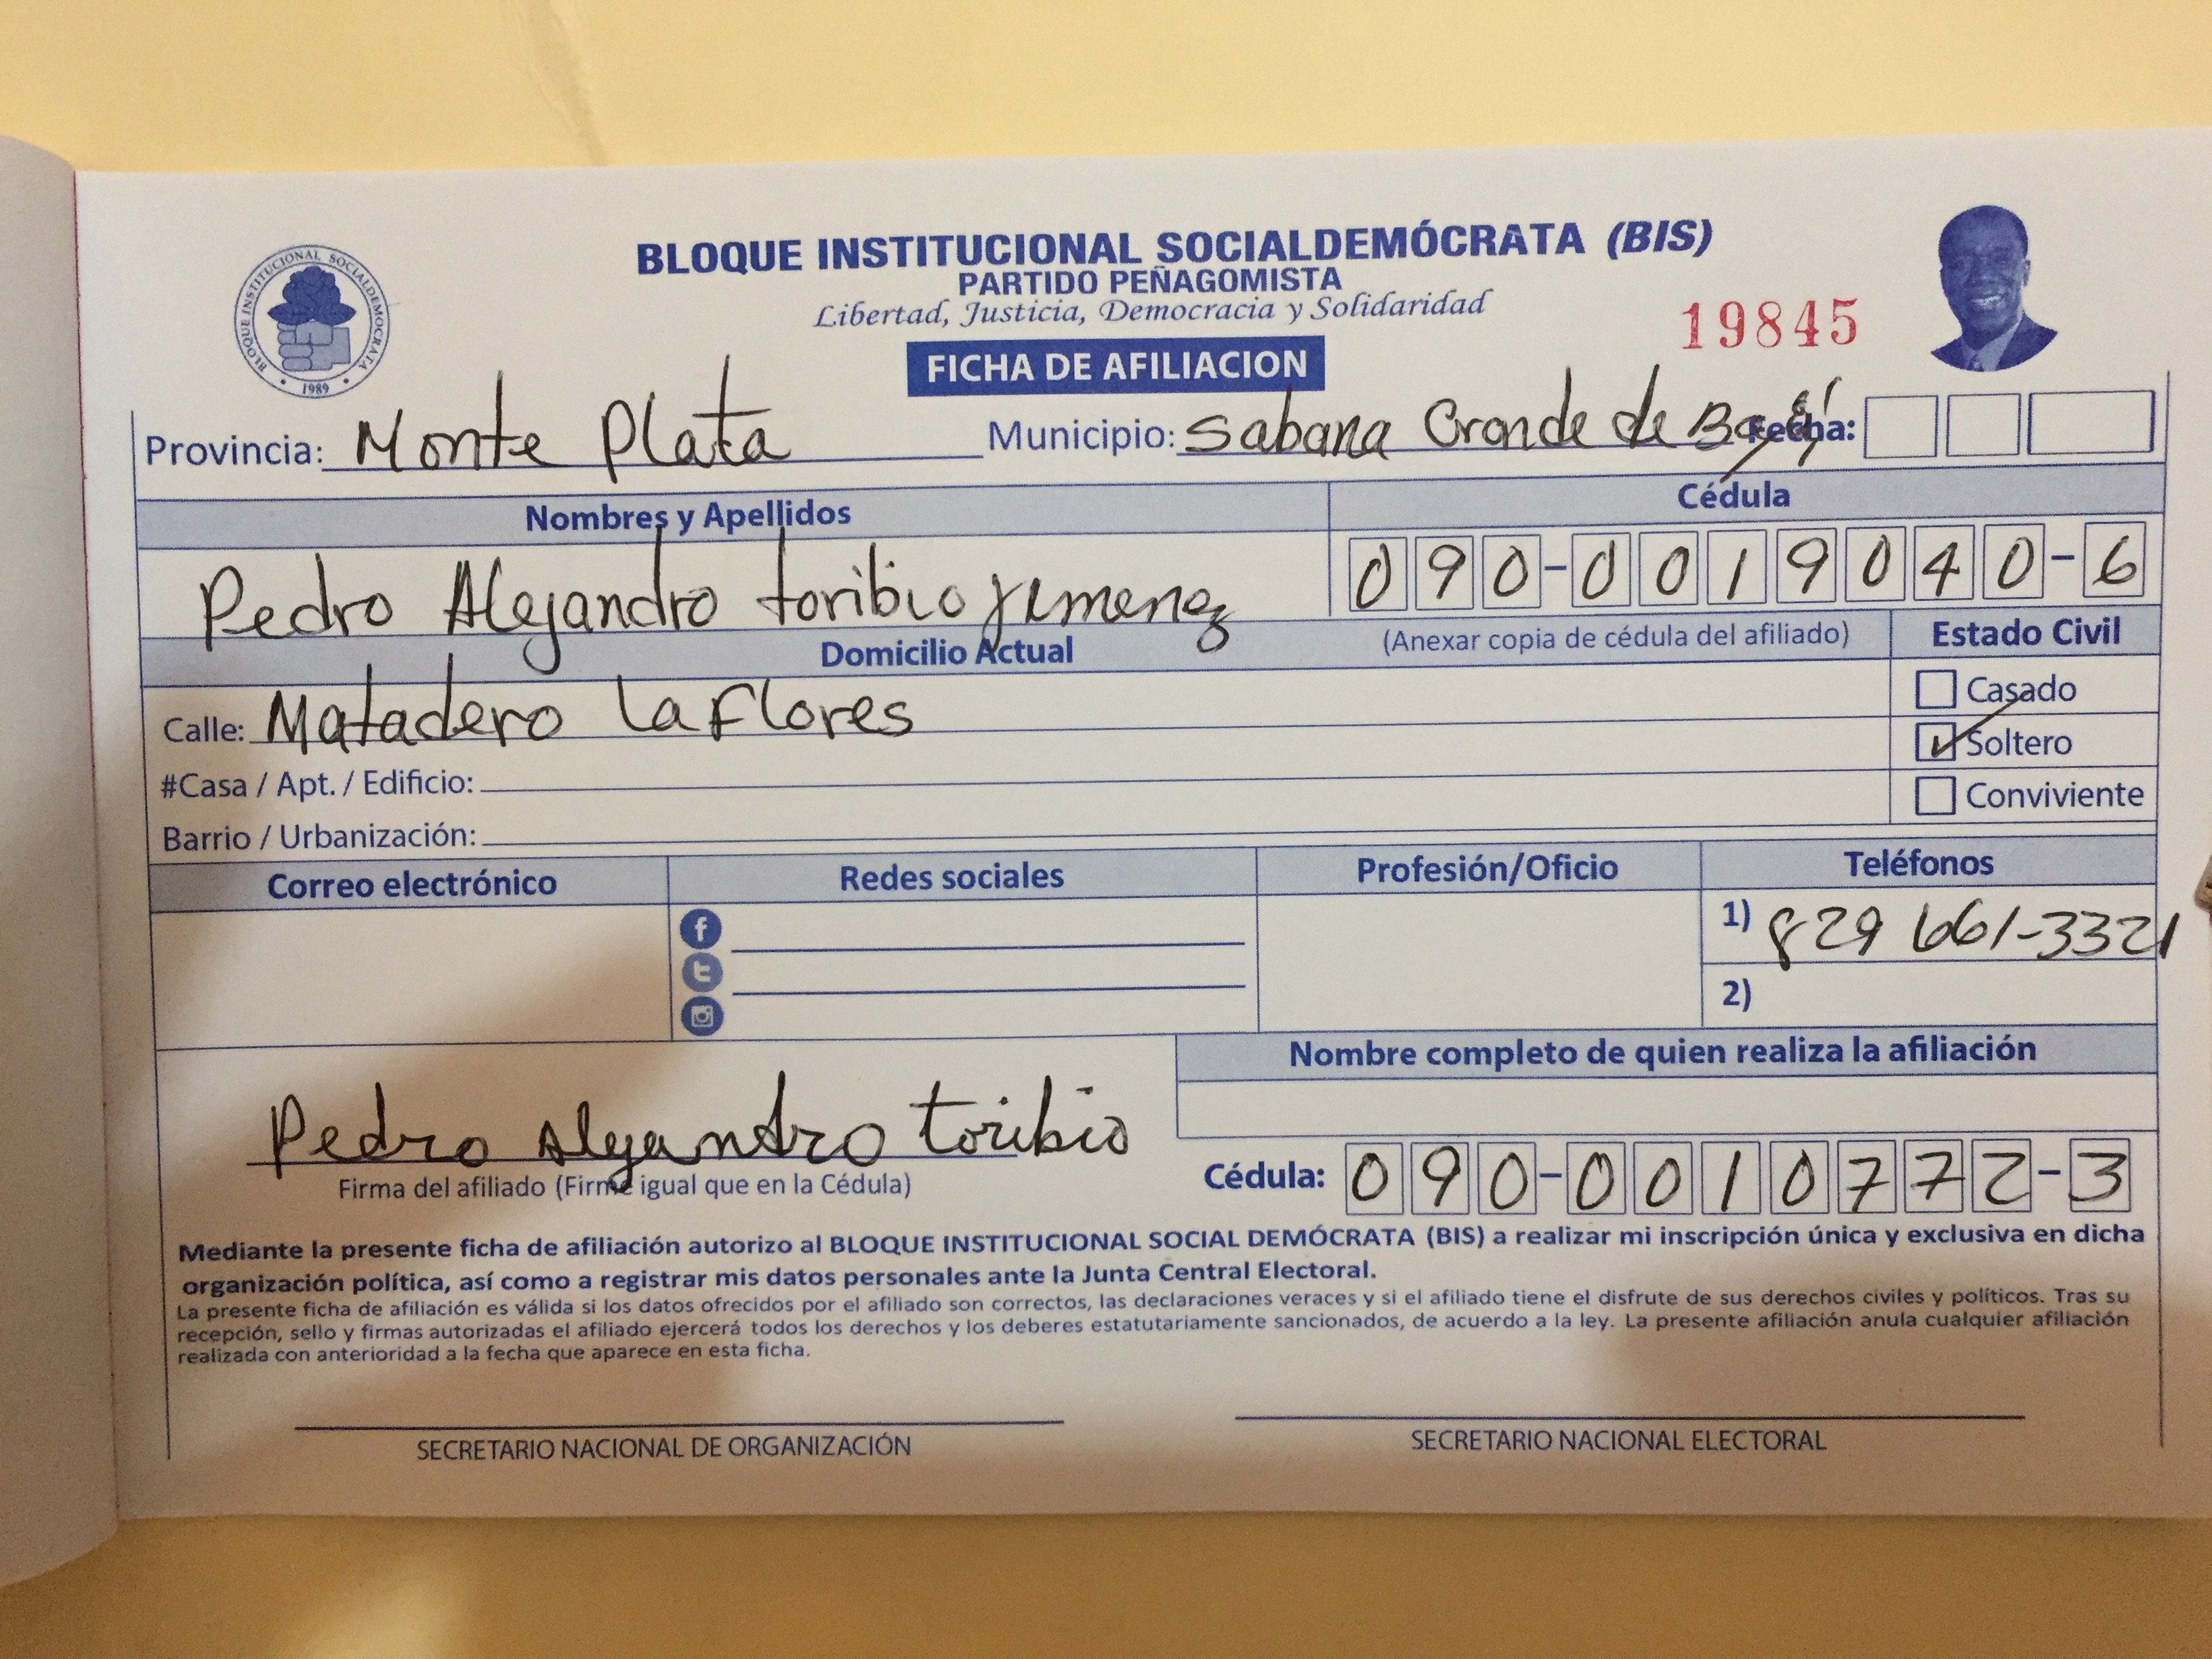 BLOQUE INSTITUCIONAL SOCIALDEMÓCRATA (BIS)
PARTIDO PEÑAGOMISTA
Libertad, Justicia, Democracia y Solidaridad
19845
FICHA DE AFILIACION
BLOQUE INSTITUCIONAL SOCIALDEMOCRATA
1989
Provincia: Monte Plata Municipio: Sabana Grande de Fecha:
Nombres y Apellidos Cédula
Pedro Alejandro toribio Jimenez 090-0019040-6
Domicilio Actual (Anexar copia de cédula del afiliado) Estado Civil
Calle: Matadero la Flores
Casado
Soltero
#Casa / Apt. / Edificio:
Conviviente
Barrio / Urbanización:
Correo electrónico Redes sociales Profesión/Oficio Teléfonos
f
t
1) 829 661-3321
2)
Nombre completo de quien realiza la afiliación
Pedro Alejandro Toribio
Firma del afiliado (Firme igual que en la Cédula)
Cédula: 090-0010772-3
Mediante la presente ficha de afiliación autorizo al BLOQUE INSTITUCIONAL SOCIAL DEMÓCRATA (BIS) a realizar mi inscripción única y exclusiva en dicha
organización política, así como a registrar mis datos personales ante la Junta Central Electoral.
La presente ficha de afiliación es válida si los datos ofrecidos por el afiliado son correctos, las declaraciones veraces y si el afiliado tiene el disfrute de sus derechos civiles y políticos. Tras su
recepción, sello y firmas autorizadas el afiliado ejercerá todos los derechos y los deberes estatutariamente sancionados, de acuerdo a la ley. La presente afiliación anula cualquier afiliación
realizada con anterioridad a la fecha que aparece en esta ficha.
SECRETARIO NACIONAL DE ORGANIZACIÓN SECRETARIO NACIONAL ELECTORAL